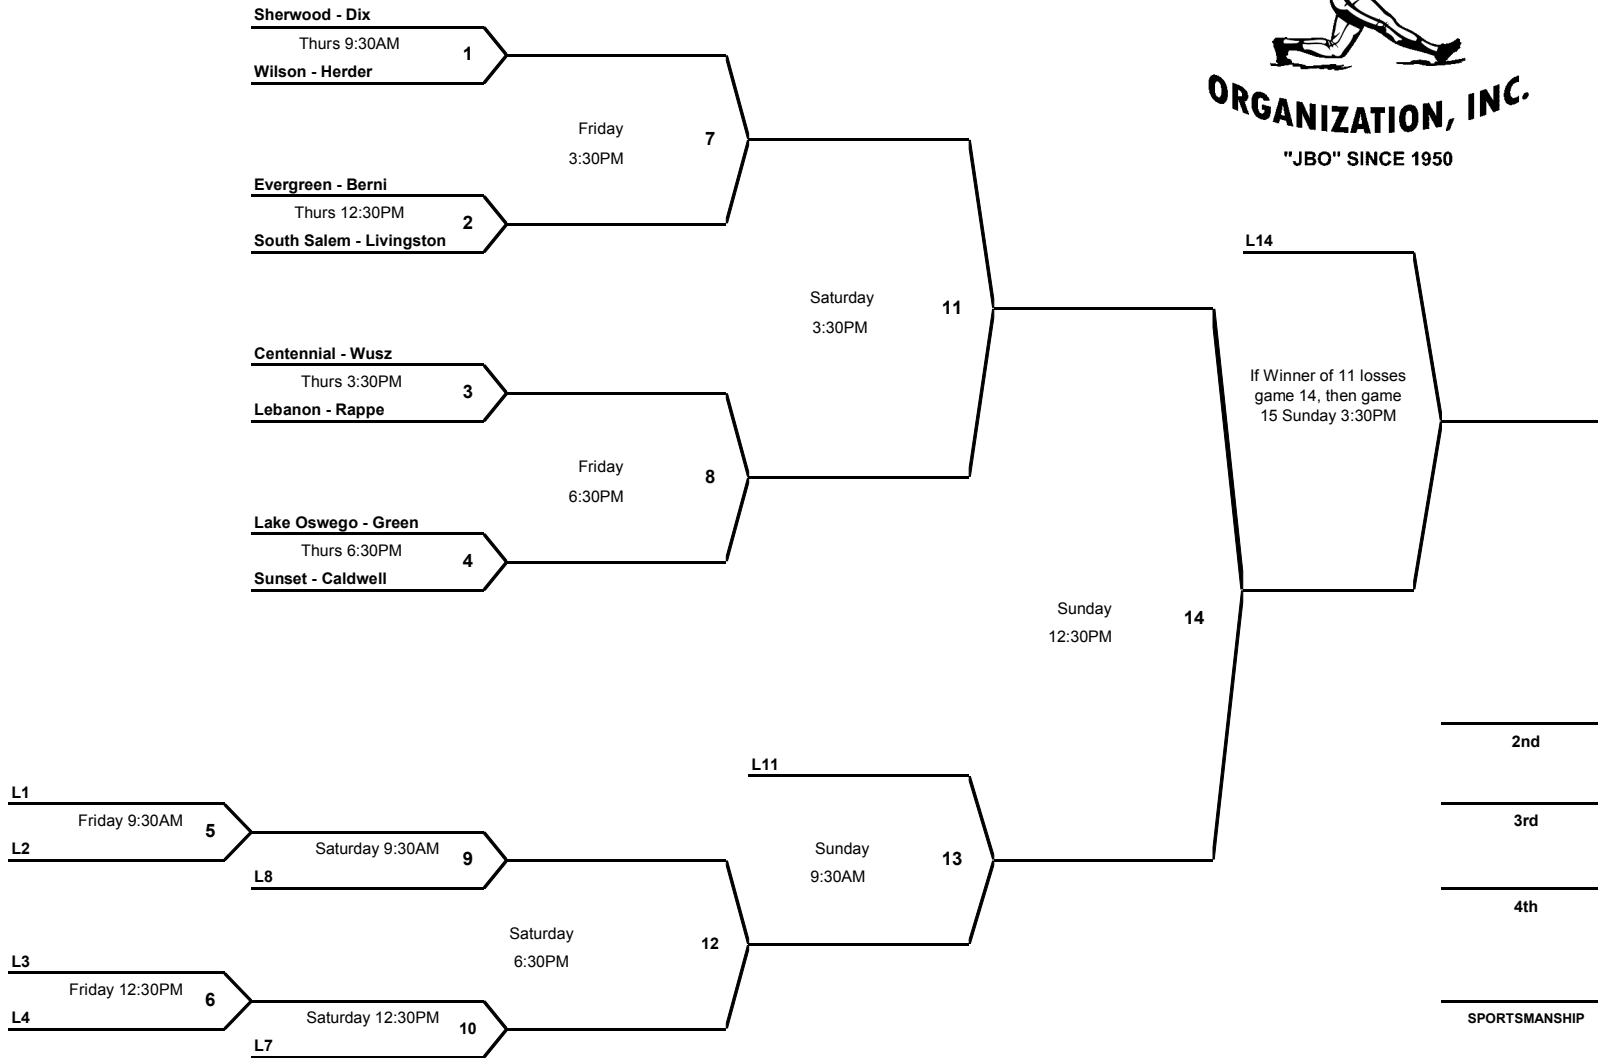 Sherwood - Dix
Thurs 9:30AM
1
Wilson - Herder
Friday
3:30PM
7
Evergreen - Berni
Thurs 12:30PM
2
South Salem - Livingston
Saturday
3:30PM
11
Centennial - Wusz
Thurs 3:30PM
3
Lebanon - Rappe
Friday
6:30PM
8
Lake Oswego - Green
Thurs 6:30PM
4
Sunset - Caldwell
ORGANIZATION, INC.
"JBO" SINCE 1950
L14
If Winner of 11 losses
game 14, then game
15 Sunday 3:30PM
Sunday
12:30PM
14
L1
Friday 9:30AM
5
L2
Saturday 9:30AM
9
L8
L11
Sunday
9:30AM
13
Saturday
6:30PM
12
L3
Friday 12:30PM
6
L4
Saturday 12:30PM
10
L7
2nd
3rd
4th
SPORTSMANSHIP